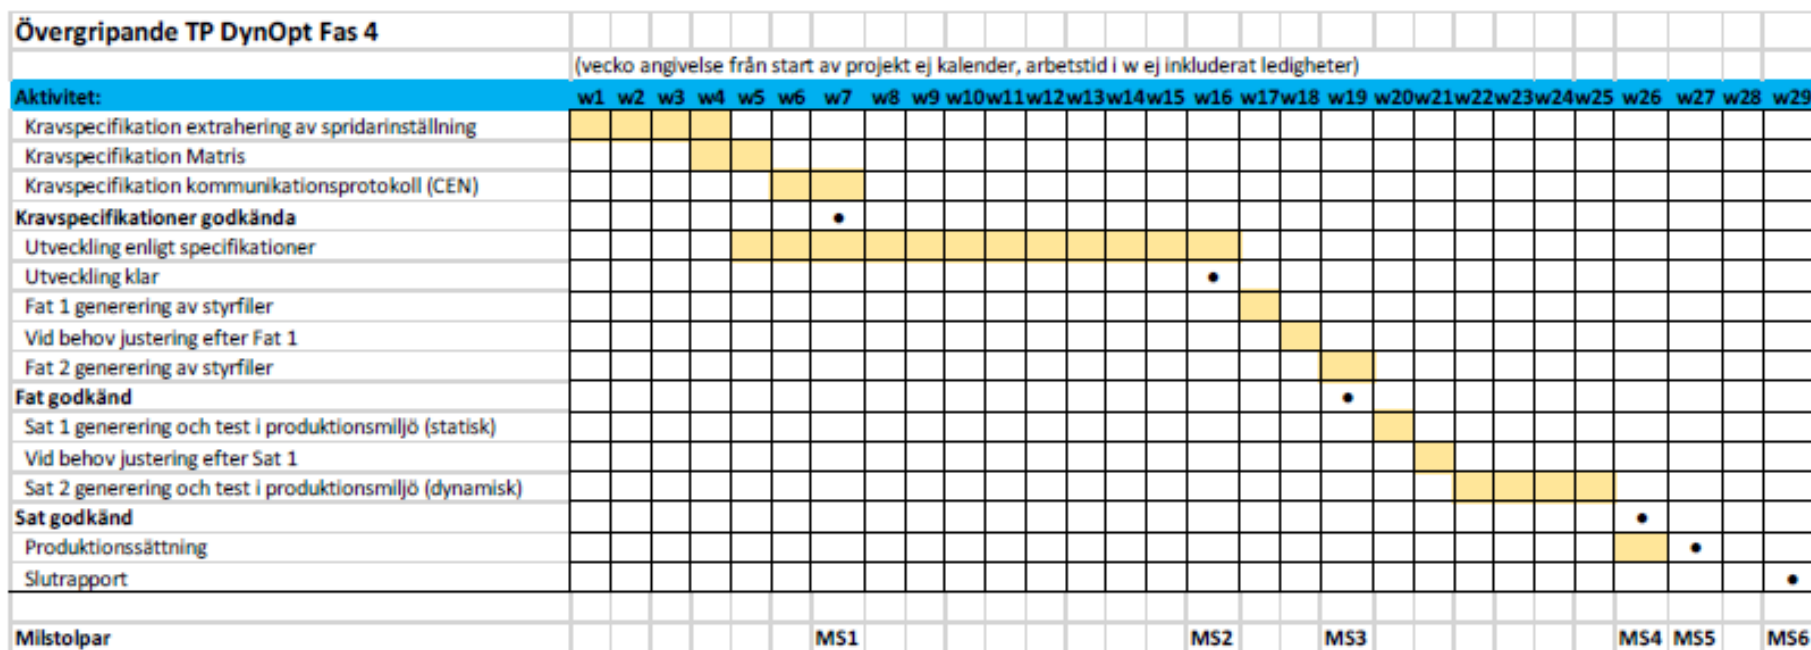 Övergripande TP DynOpt Fas 4
(vecko angivelse från start av projekt ej kalender, arbetstid i w ej inkluderat ledigheter)
Aktivitet: w1 w2 w3 w4 w5 w6 w7 w8 w9 w10 w11 w12 w13 w14 w15 w16 w17 w18 w19 w20 w21 w22 w23 w24 w25 w26 w27 w28 w29
Kravspecifikation extrahering av spridarinställning
Kravspecifikation Matris
Kravspecifikation kommunikationsprotokoll (CEN)
Kravspecifikationer godkända
Utveckling enligt specifikationer
Utveckling klar
Fat 1 generering av styrfiler
Vid behov justering efter Fat 1
Fat 2 generering av styrfiler
Fat godkänd
Sat 1 generering och test i produktionsmiljö (statisk)
Vid behov justering efter Sat 1
Sat 2 generering och test i produktionsmiljö (dynamisk)
Sat godkänd
Produktionssättning
Slutrapport
Milstolpar MS1 MS2 MS3 MS4 MS5 MS6